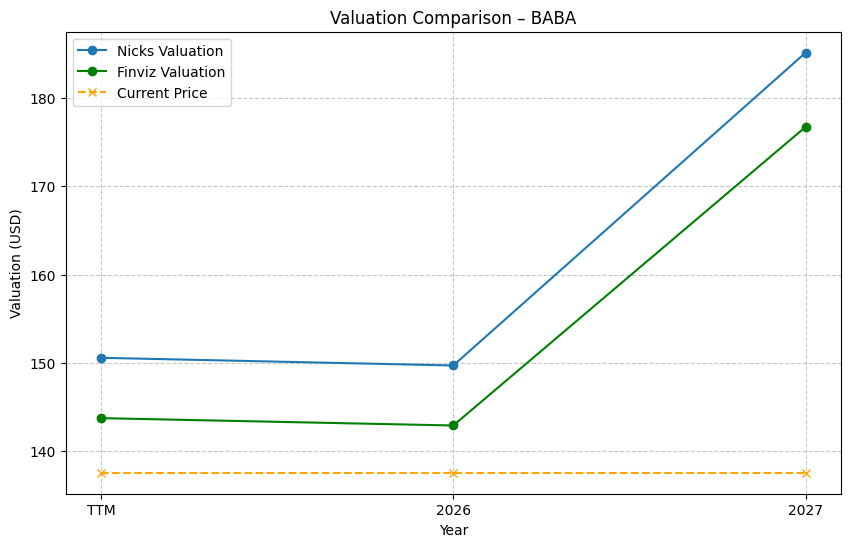 Valuation Comparison – BABA
Nicks Valuation
Finviz Valuation
Current Price
Valuation (USD)
180
170
160
150
140
TTM
2026
2027
Year